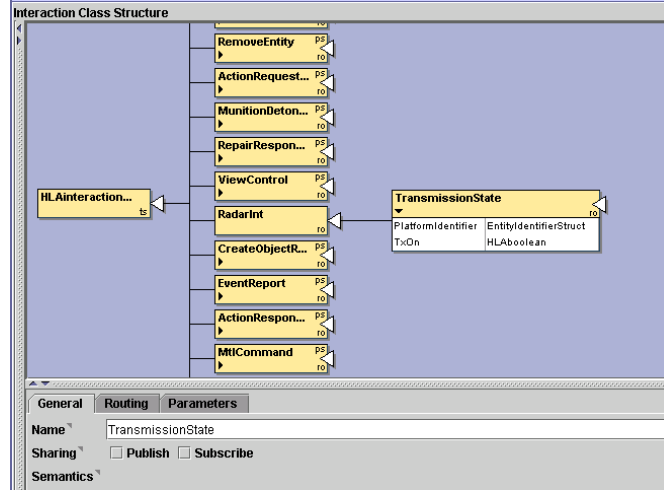 Interaction Class Structure
RemoveEntity ps
ro
ActionRequest... ps
ro
MunitionDeton... ps
ro
RepairRespon... ps
ro
ViewControl ps
ro
HLAinteraction...
ts
RadarInt
ro
TransmissionState
ro
PlatformIdentifier EntityIdentifierStruct
TxOn HLAboolean
CreateObjectR... ps
ro
EventReport ps
ro
ActionRespon... ps
ro
MtlCommand ps
ro
General Routing Parameters
Name TransmissionState
Sharing Publish Subscribe
Semantics